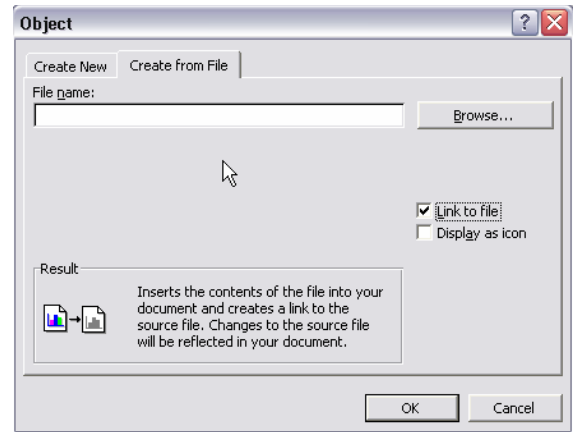 Object
Create New Create from File
File name:
Browse...
Link to file
Display as icon
Result
Inserts the contents of the file into your
document and creates a link to the
source file. Changes to the source file
will be reflected in your document.
OK Cancel